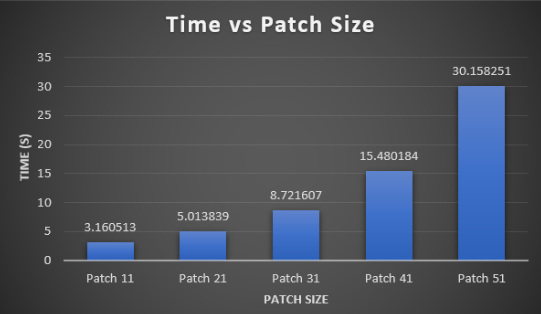 Time vs Patch Size
TIME (S)
35
30
25
20
15
10
5
0
3.160513
5.013839
8.721607
15.480184
30.158251
Patch 11
Patch 21
Patch 31
Patch 41
Patch 51
PATCH SIZE